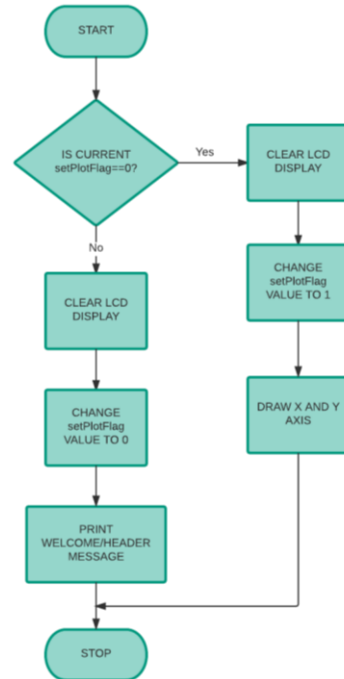 START
IS CURRENT
setPlotFlag==0?
Yes
CLEAR LCD
DISPLAY
CHANGE
setPlotFlag
VALUE TO 1
DRAW X AND Y
AXIS
No
CLEAR LCD
DISPLAY
CHANGE
setPlotFlag
VALUE TO 0
PRINT
WELCOME/HEADER
MESSAGE
STOP